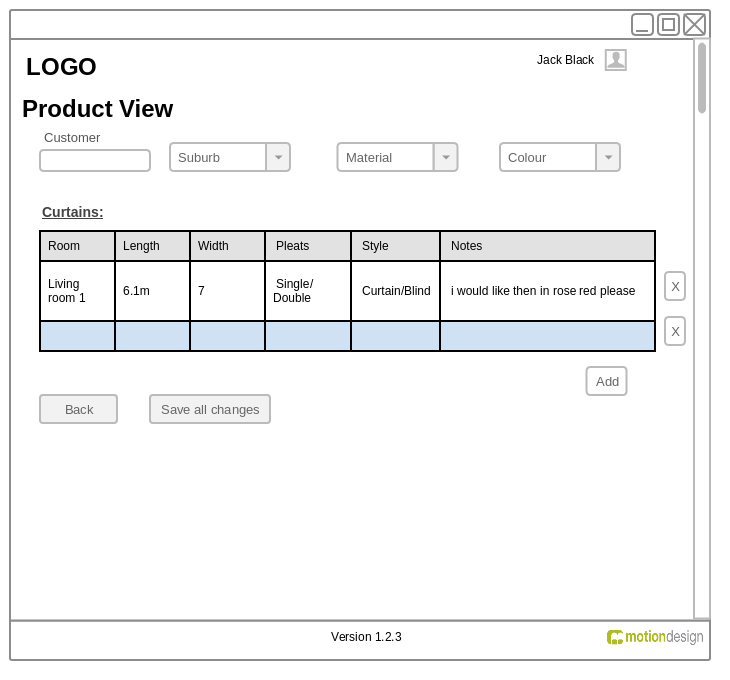 LOGO
Jack Black
Product View
Customer
Suburb
Material
Colour
Curtains:
Room Length Width Pleats Style Notes
Living
room 1
6.1m
7
Single/
Double
Curtain/Blind
i would like then in rose red please
X
X
Add
Back
Save all changes
Version 1.2.3
motiondesign